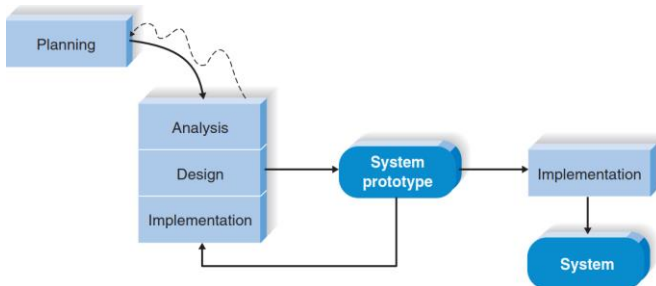 Planning
Analysis
Design
Implementation
System
prototype
Implementation
System